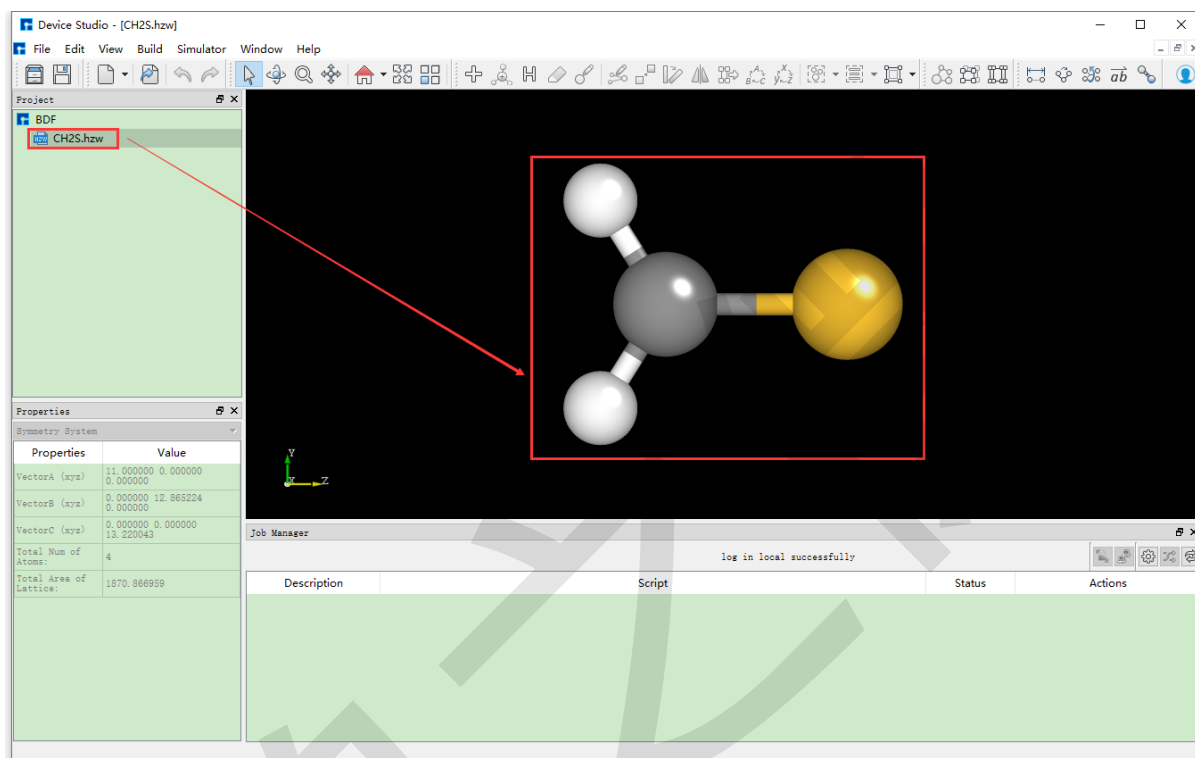 Device Studio - [CH2S.hzw]
File Edit View Build Simulator Window Help
Project
BDF
CH2S.hzw
Properties
Symmetry System
Properties Value
VectorA (xyz) 11.000000 0.000000
0.000000
VectorB (xyz) 0.000000 12.865224
0.000000
VectorC (xyz) 0.000000 0.000000
13.220043
Total Num of
Atoms: 4
Total Area of
Lattice: 1870.866959
Y
X Z
Job Manager
log in local successfully
Description Script Status Actions